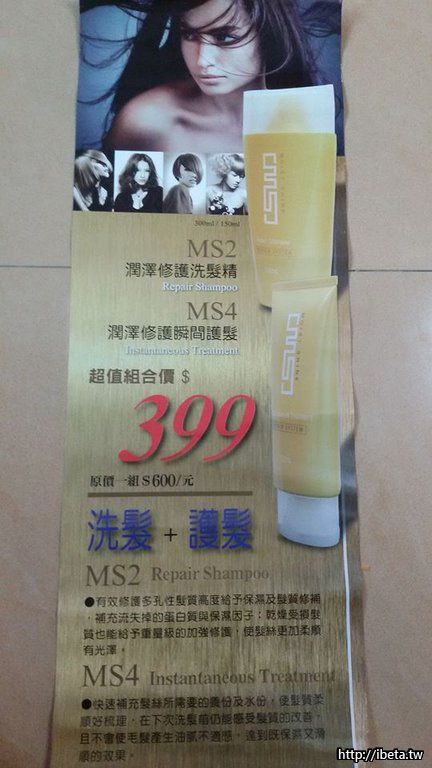 300ml / 150ml
MS2
潤澤修護洗髮精
Repair Shampoo
MS4
潤澤修護瞬間護髮
Instantaneous Treatment
超值組合價 $
399
原價一組$600/元
洗髮 + 護髮
MS2 Repair Shampoo
●有效修護多孔性髮質高度給予保濕及髮質修補
，補充流失掉的蛋白質與保濕因子；乾燥受損髮
質也能給予重量級的加強修護，使髮絲更加柔順
有光澤。
MS4 Instantaneous Treatment
●快速補充髮絲所需要的養份及水份，使髮質柔
順好梳理，在下次洗髮前仍能感受髮質的改善，
且不會使毛髮產生油膩不適感，達到既保濕又滑
順的效果。
http://ibeta.tw